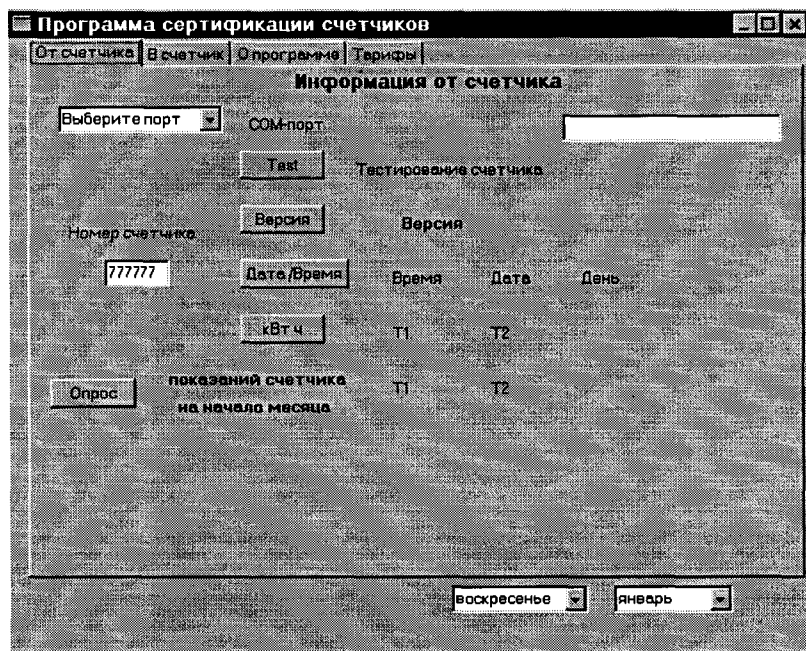 Программа сертификации счетчиков
От счетчика В счетчик О программе Тарифы
Информация от счетчика
Выберите порт COM-порт
Test Тестирование счетчика
Номер счетчика Версия Версия
777777 Дата/Время Время Дата День
кВт ч T1 T2
Опрос показаний счетчика T1 T2
на начало месяца
воскресенье январь